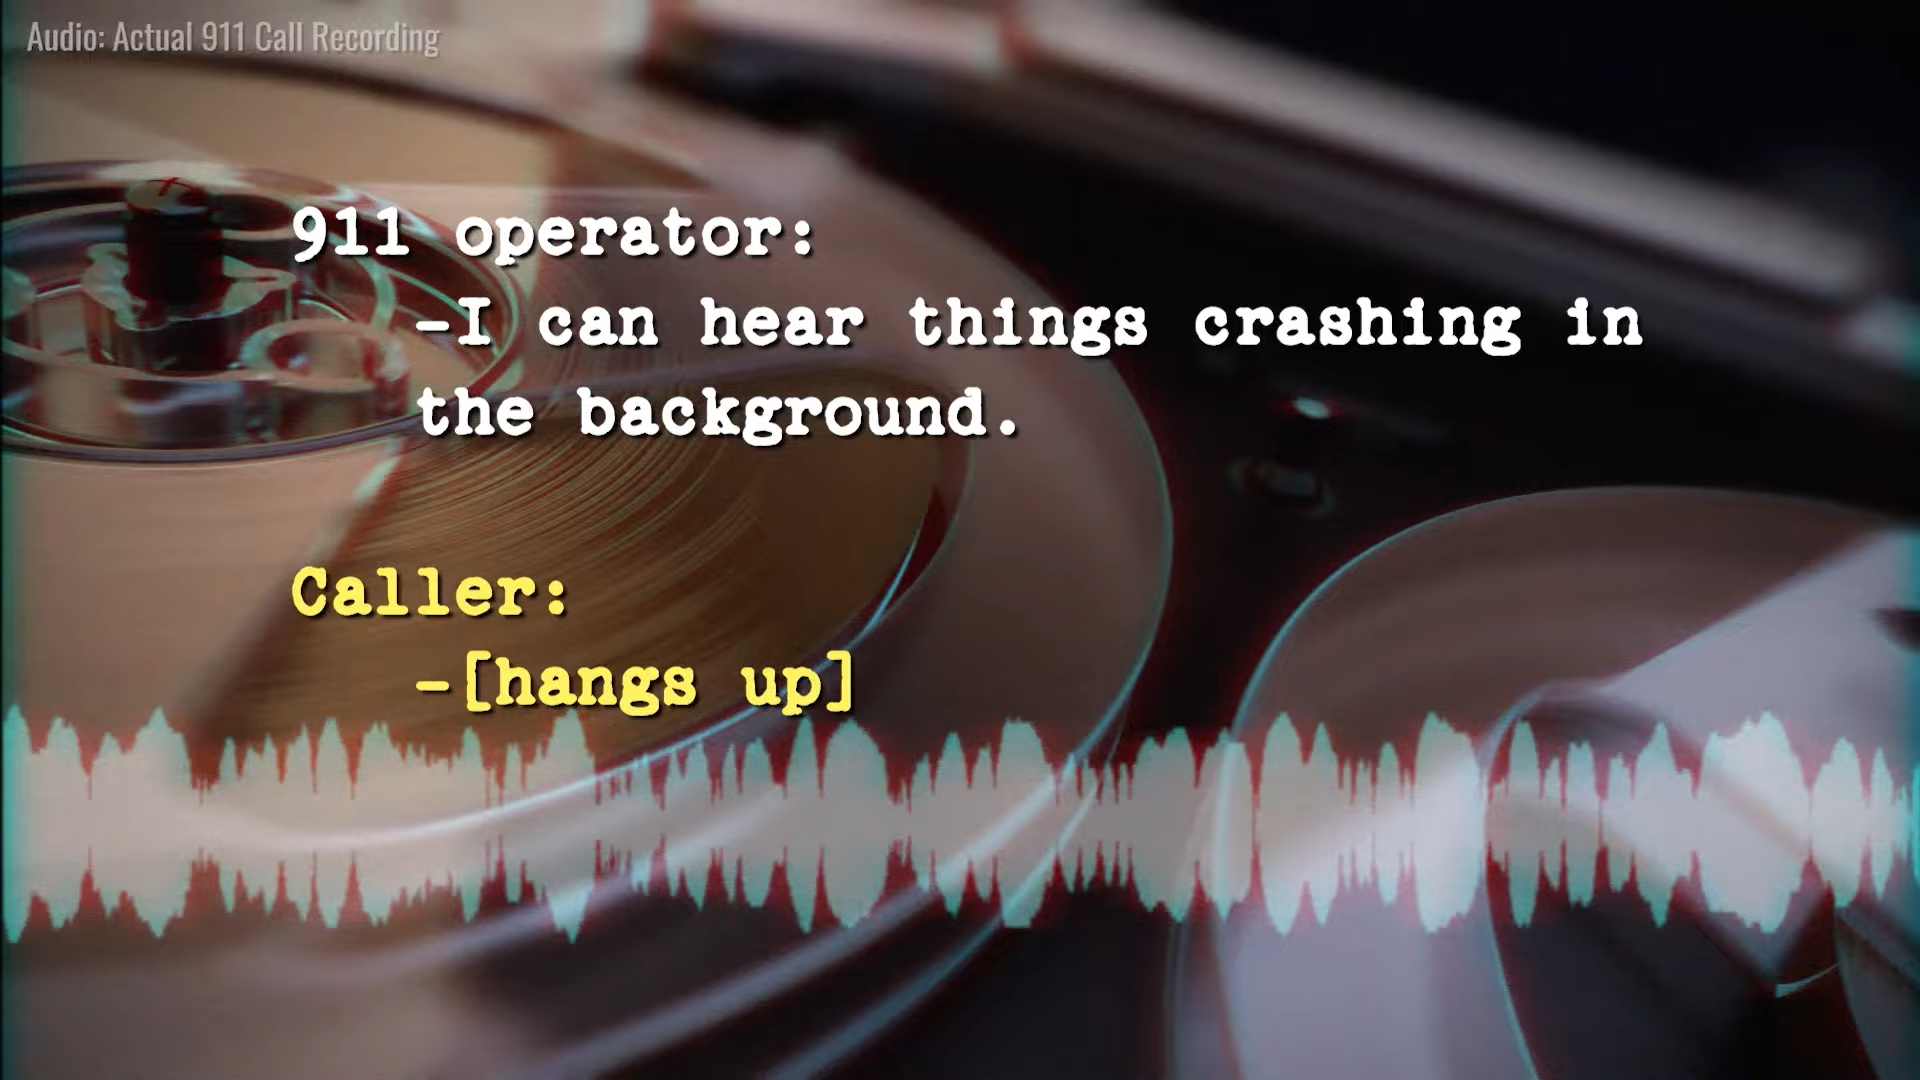 Audio: Actual 911 Call Recording
911 operator:
-I can hear things crashing in
the background.
Caller:
-[hangs up]